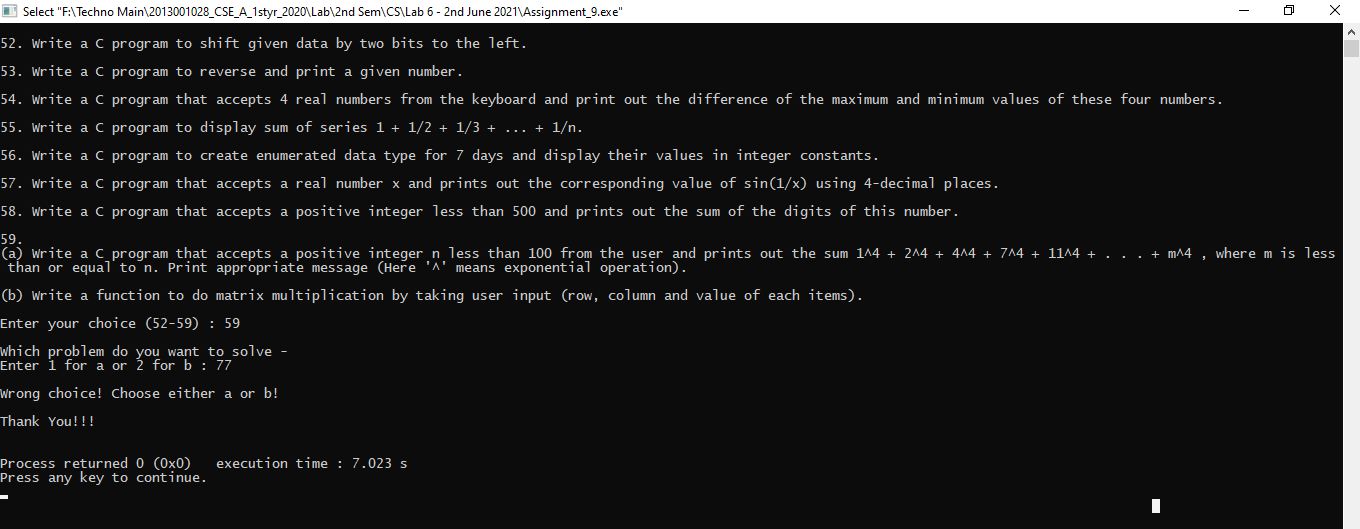 Select "F:\Techno Main\2013001028_CSE_A_1styr_2020\Lab\2nd Sem\CS\Lab 6 - 2nd June 2021\Assignment_9.exe"
52. Write a C program to shift given data by two bits to the left.
53. Write a C program to reverse and print a given number.
54. Write a C program that accepts 4 real numbers from the keyboard and print out the difference of the maximum and minimum values of these four numbers.
55. Write a C program to display sum of series 1 + 1/2 + 1/3 + ... + 1/n.
56. Write a C program to create enumerated data type for 7 days and display their values in integer constants.
57. Write a C program that accepts a real number x and prints out the corresponding value of sin(1/x) using 4-decimal places.
58. Write a C program that accepts a positive integer less than 500 and prints out the sum of the digits of this number.
59.
(a) Write a C program that accepts a positive integer n less than 100 from the user and prints out the sum 1^4 + 2^4 + 4^4 + 7^4 + 11^4 + . . . + m^4 , where m is less
than or equal to n. Print appropriate message (Here '^' means exponential operation).
(b) Write a function to do matrix multiplication by taking user input (row, column and value of each items).
Enter your choice (52-59) : 59
Which problem do you want to solve -
Enter 1 for a or 2 for b : 77
Wrong choice! Choose either a or b!
Thank You!!!
Process returned 0 (0x0)   execution time : 7.023 s
Press any key to continue.